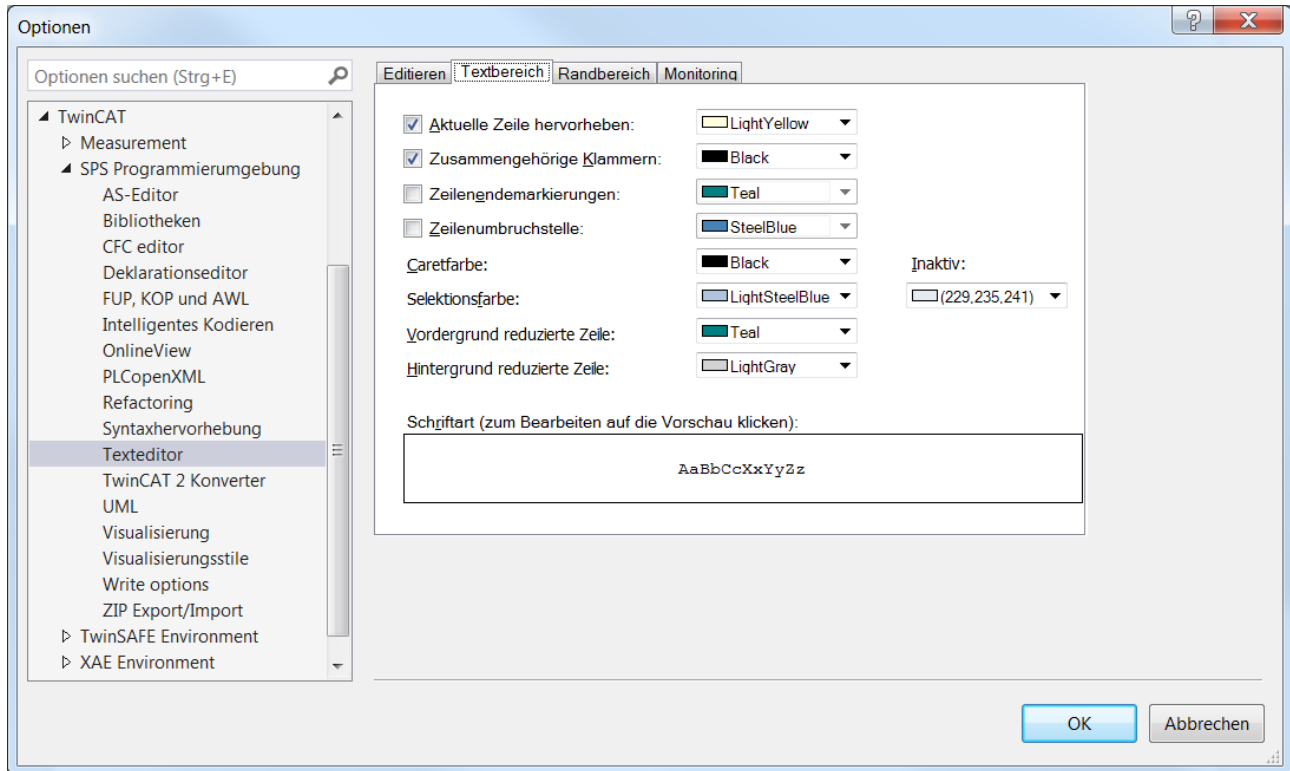 Optionen
Optionen suchen (Strg+E)
TwinCAT
Measurement
SPS Programmierumgebung
AS-Editor
Bibliotheken
CFC editor
Deklarationseditor
FUP, KOP und AWL
Intelligentes Kodieren
OnlineView
PLCopenXML
Refactoring
Syntaxhervorhebung
Texteditor
TwinCAT 2 Konverter
UML
Visualisierung
Visualisierungsstile
Write options
ZIP Export/Import
TwinSAFE Environment
XAE Environment
Editieren Textbereich Randbereich Monitoring
Aktuelle Zeile hervorheben: LightYellow
Zusammengehörige Klammern: Black
Zeilenendemarkierungen: Teal
Zeilenumbruchstelle: SteelBlue
Caretfarbe: Black Inaktiv:
Selektionsfarbe: LightSteelBlue (229,235,241)
Vordergrund reduzierte Zeile: Teal
Hintergrund reduzierte Zeile: LightGray
Schriftart (zum Bearbeiten auf die Vorschau klicken):
AaBbCcXxYyZz
OK Abbrechen